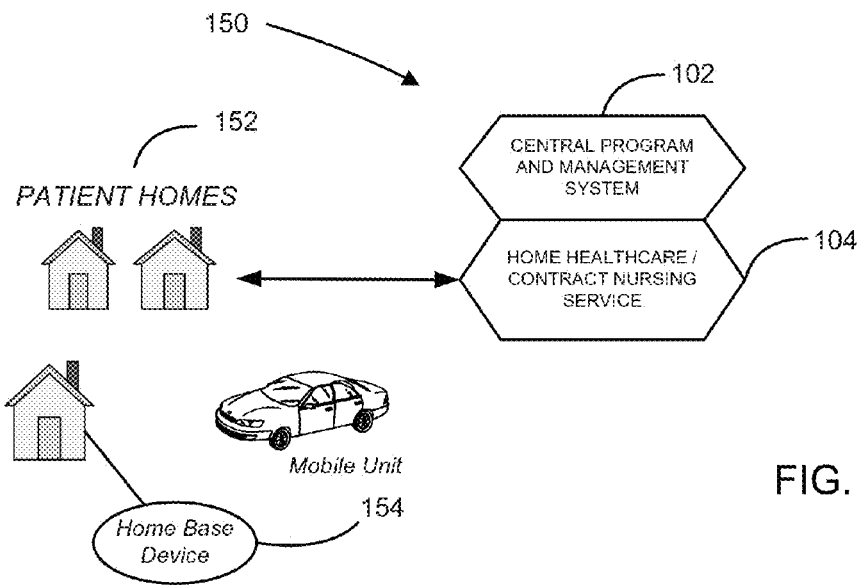 150
102
152
CENTRAL PROGRAM
AND MANAGEMENT
SYSTEM
PATIENT HOMES
104
HOME HEALTHCARE /
CONTRACT NURSING
SERVICE
Mobile Unit
FIG.
154
Home Base
Device